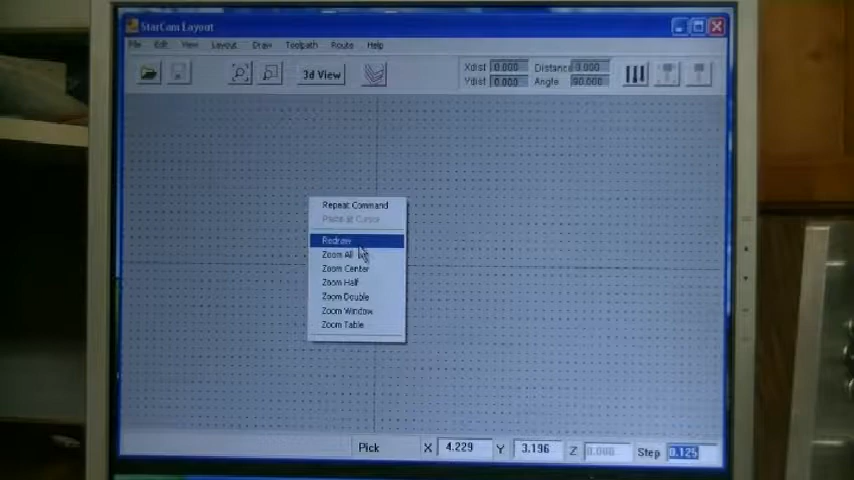 StarCam Layout
File Edit View Layout Draw Toolpath Route Help
3d View
Xdist 0.000 Distance 0.000
Ydist 0.000 Angle 90.000
Repeat Command
Paste at Cursor
Redraw
Zoom All
Zoom Center
Zoom Half
Zoom Double
Zoom Window
Zoom Table
Pick X 4.229 Y 3.196 Z 0.000 Step 0.125